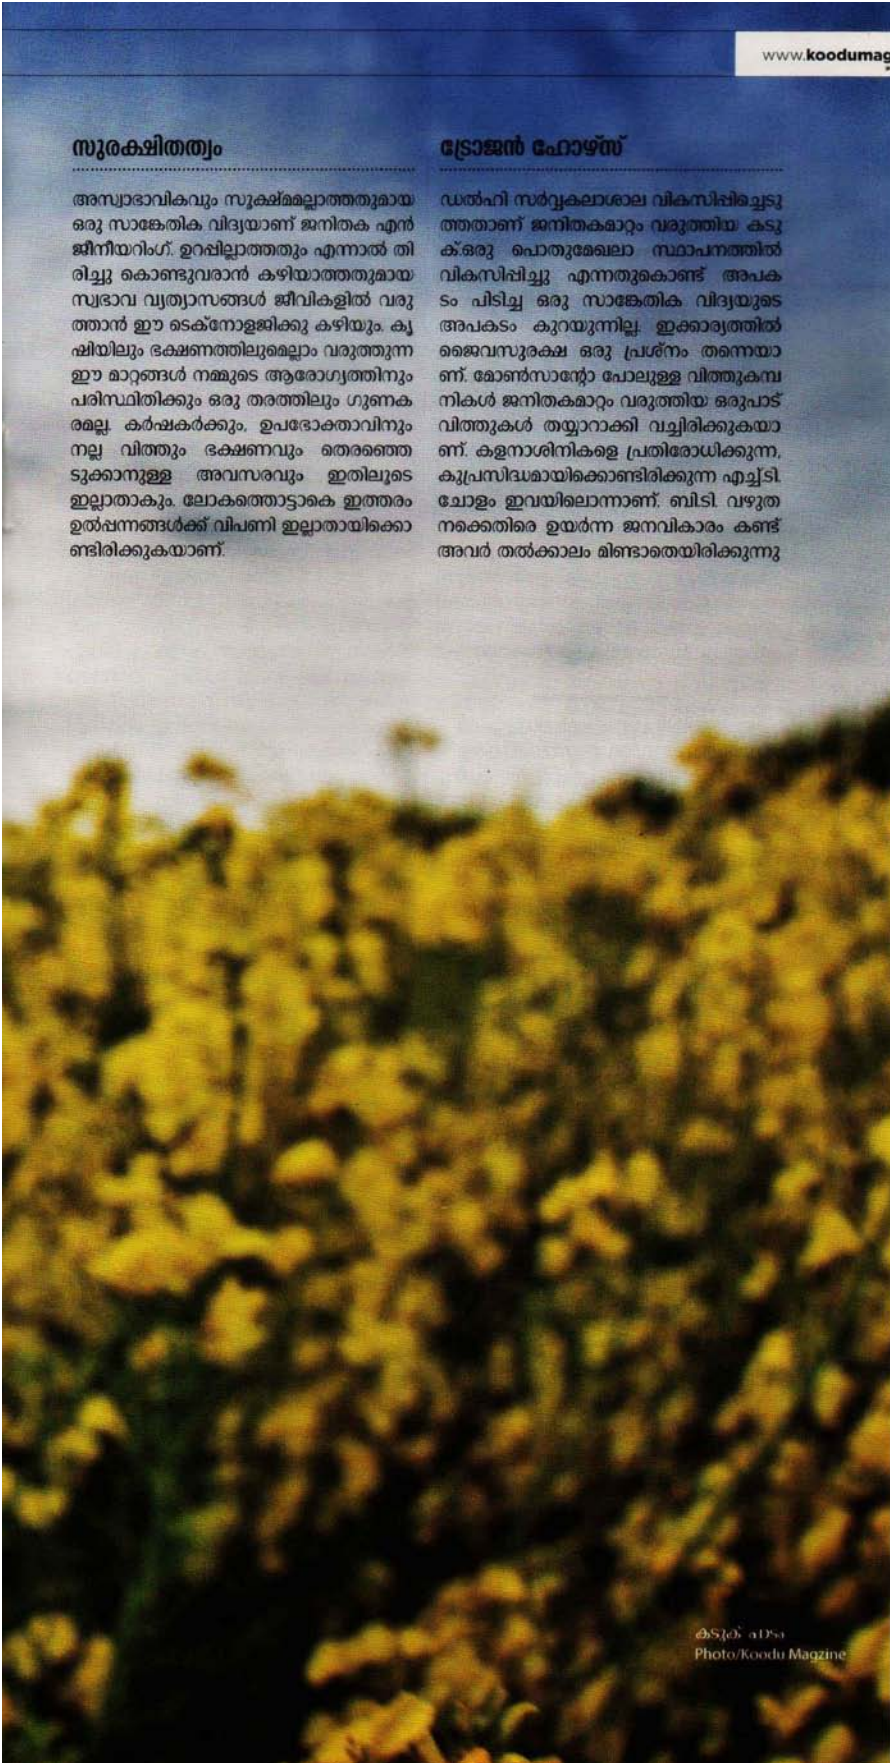 www.koodumag
സുരക്ഷിതത്വം
അസ്വാഭാവികവും സൂക്ഷ്മമല്ലാത്തതുമായ
ഒരു സാങ്കേതിക വിദ്യയാണ് ജനിതക എൻ
ജീനീയറിംഗ്. ഉറപ്പില്ലാത്തതും എന്നാൽ തി
രിച്ചു കൊണ്ടുവരാൻ കഴിയാത്തതുമായ
സ്വഭാവ വ്യത്യാസങ്ങൾ ജീവികളിൽ വരു
ത്താൻ ഈ ടെക്നോളജിക്കു കഴിയും. കൃ
ഷിയിലും ഭക്ഷണത്തിലുമെല്ലാം വരുത്തുന്ന
ഈ മാറ്റങ്ങൾ നമ്മുടെ ആരോഗ്യത്തിനും
പരിസ്ഥിതിക്കും ഒരു തരത്തിലും ഗുണക
രമല്ല. കർഷകർക്കും, ഉപഭോക്താവിനും
നല്ല വിത്തും ഭക്ഷണവും തെരഞ്ഞെ
ടുക്കാനുള്ള അവസരവും ഇതിലൂടെ
ഇല്ലാതാകും. ലോകത്തൊട്ടാകെ ഇത്തരം
ഉൽപ്പന്നങ്ങൾക്ക് വിപണി ഇല്ലാതായിക്കൊ
ണ്ടിരിക്കുകയാണ്.
ട്രോജൻ ഹോഴ്സ്
ഡൽഹി സർവ്വകലാശാല വികസിപ്പിച്ചെടു
ത്തതാണ് ജനിതകമാറ്റം വരുത്തിയ കടു
ക്.ഒരു പൊതുമേഖലാ സ്ഥാപനത്തിൽ
വികസിപ്പിച്ചു എന്നതുകൊണ്ട് അപക
ടം പിടിച്ച ഒരു സാങ്കേതിക വിദ്യയുടെ
അപകടം കുറയുന്നില്ല. ഇക്കാര്യത്തിൽ
ജൈവസുരക്ഷ ഒരു പ്രശ്നം തന്നെയാ
ണ്. മോൺസാന്റോ പോലുള്ള വിത്തുകമ്പ
നികൾ ജനിതകമാറ്റം വരുത്തിയ ഒരുപാട്
വിത്തുകൾ തയ്യാറാക്കി വച്ചിരിക്കുകയാ
ണ്. കളനാശിനികളെ പ്രതിരോധിക്കുന്ന,
കുപ്രസിദ്ധമായിക്കൊണ്ടിരിക്കുന്ന എച്ച്.ടി.
ചോളം ഇവയിലൊന്നാണ്. ബി.ടി. വഴുത
നക്കെതിരെ ഉയർന്ന ജനവികാരം കണ്ട്
അവർ തൽക്കാലം മിണ്ടാതെയിരിക്കുന്നു
കടുക് പാടം
Photo/Koodu Magzine